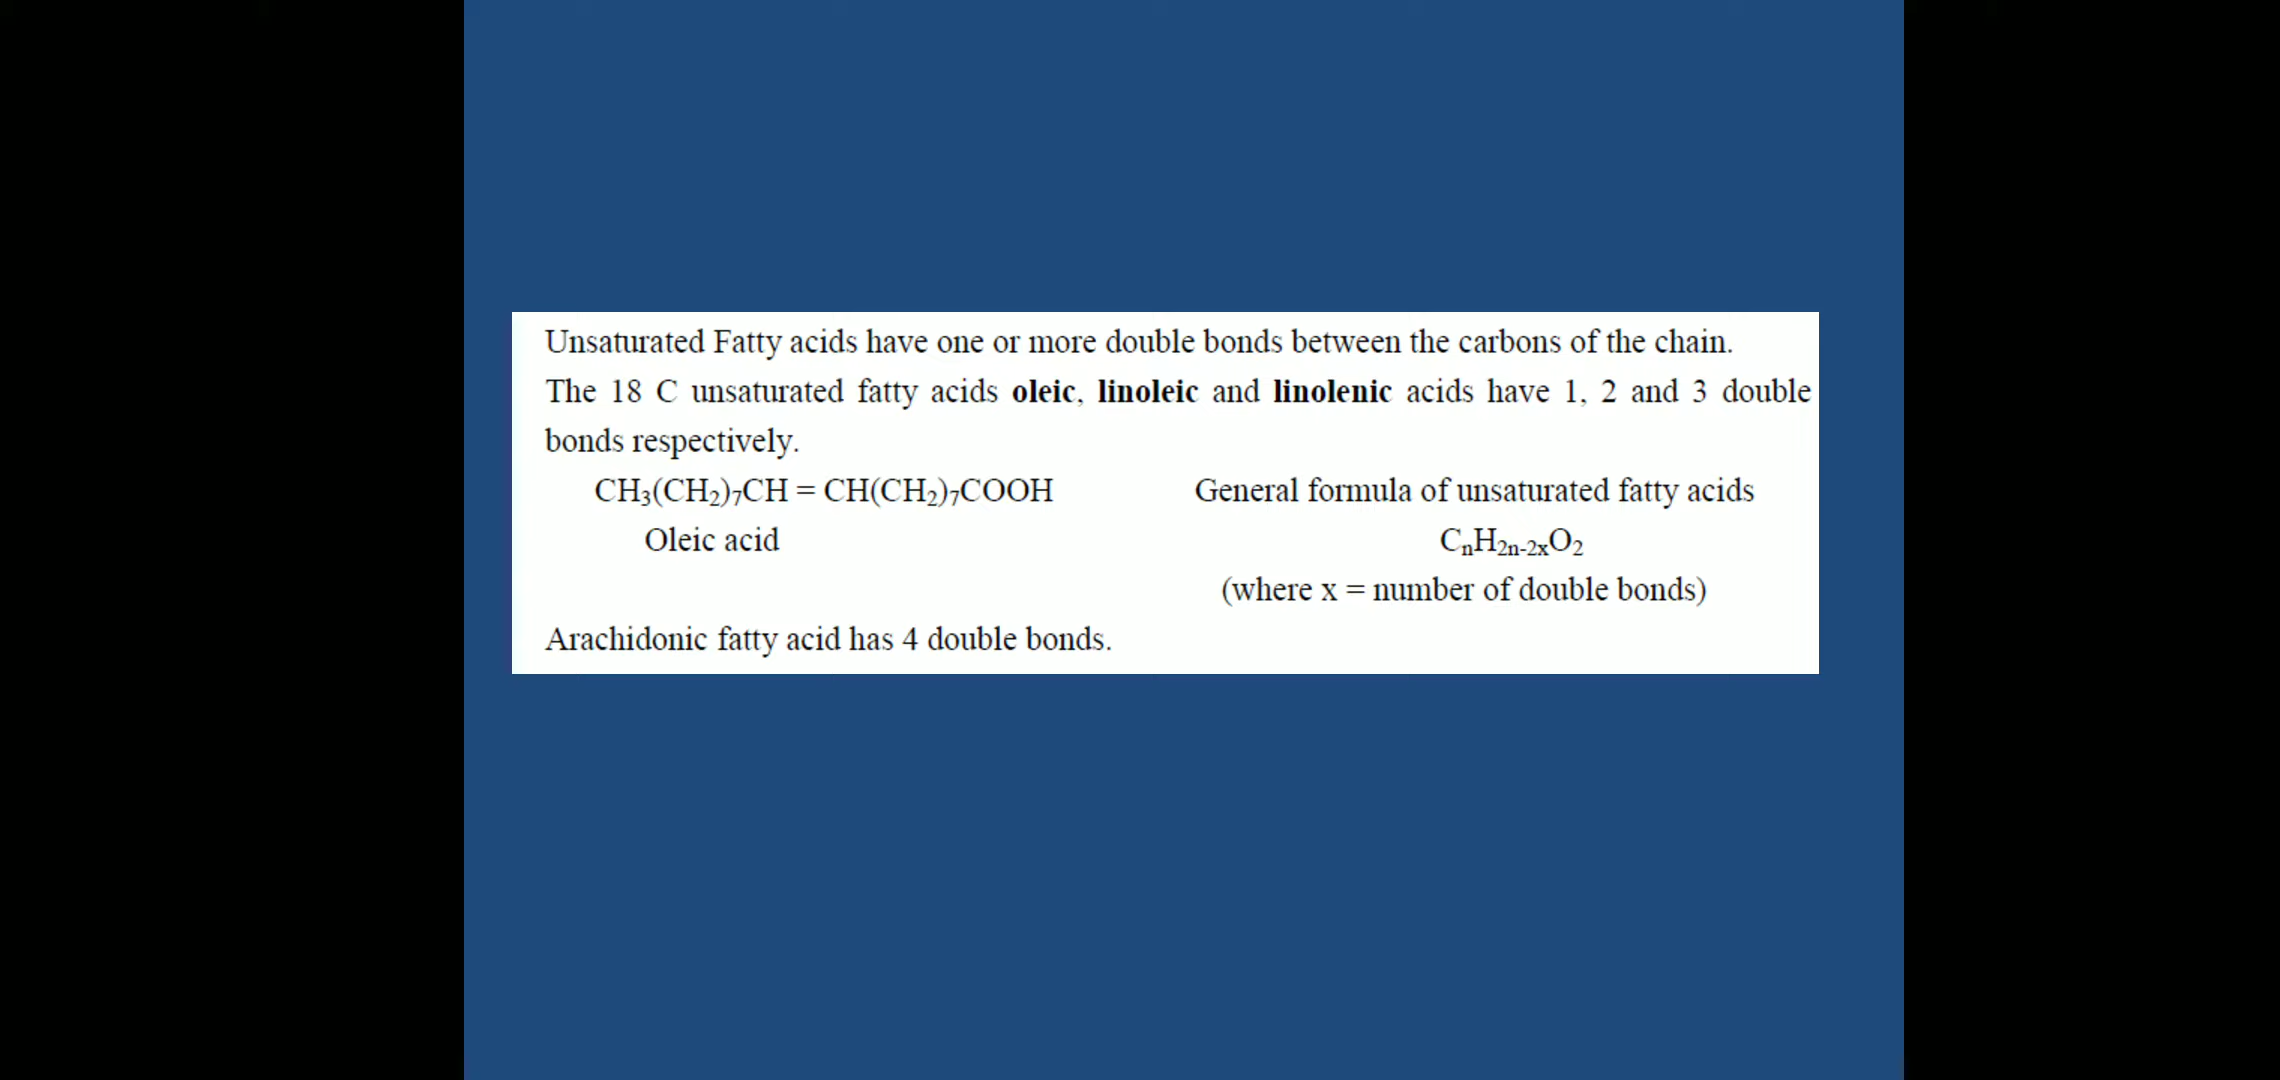 Unsaturated Fatty acids have one or more double bonds between the carbons of the chain.
The 18 C unsaturated fatty acids oleic, linoleic and linolenic acids have 1, 2 and 3 double
bonds respectively.
CH₃(CH₂)₇CH = CH(CH₂)₇COOH General formula of unsaturated fatty acids
Oleic acid CₙH₂ₙ₋₂ₓO₂
(where x = number of double bonds)
Arachidonic fatty acid has 4 double bonds.